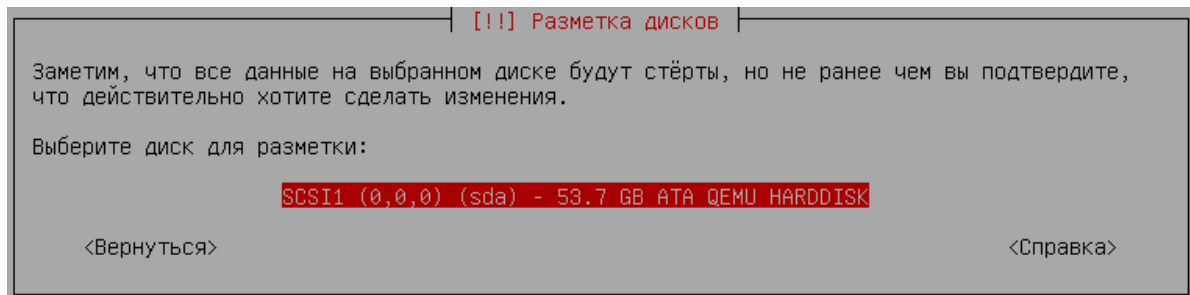 [!!] Разметка дисков
Заметим, что все данные на выбранном диске будут стёрты, но не ранее чем вы подтвердите,
что действительно хотите сделать изменения.
Выберите диск для разметки:
SCSI1 (0,0,0) (sda) - 53.7 GB ATA QEMU HARDDISK
<Вернуться> <Справка>